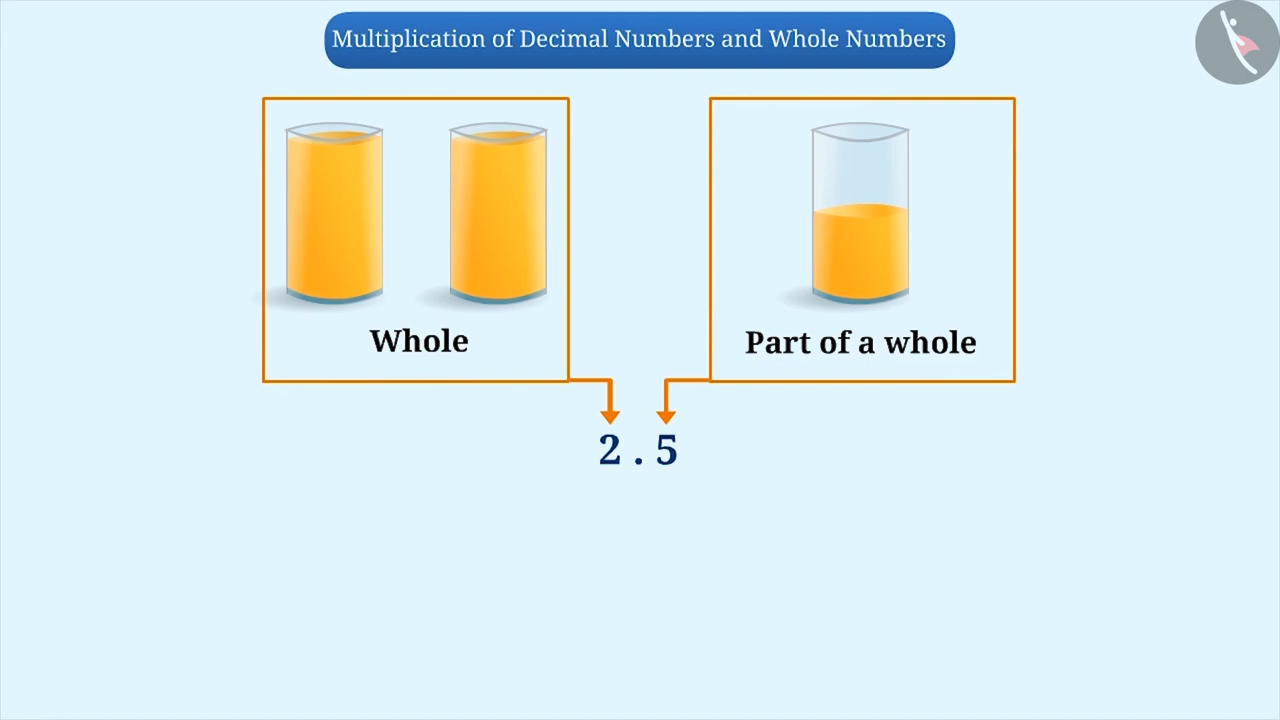 Multiplication of Decimal Numbers and Whole Numbers
Whole
Part of a whole
2 . 5